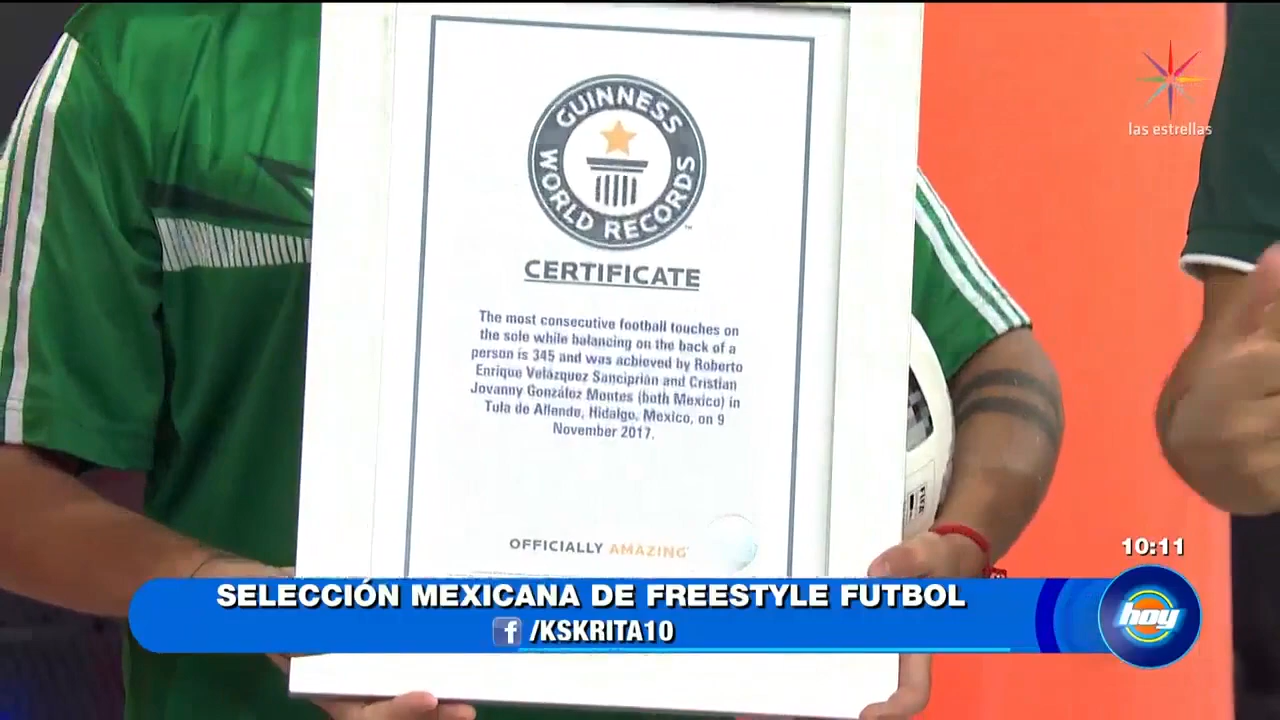 GUINNESS
WORLD RECORDS
™
CERTIFICATE
The most consecutive football touches on
the sole while balancing on the back of a
person is 345 and was achieved by Roberto
Enrique Velázquez Sanciprián and Cristian
Jovanny González Montes (both Mexico) in
Tula de Allende, Hidalgo, Mexico, on 9
November 2017.
OFFICIALLY AMAZING
las estrellas
FIFA
10:11
SELECCIÓN MEXICANA DE FREESTYLE FUTBOL
f /KSKRITA10
hoy